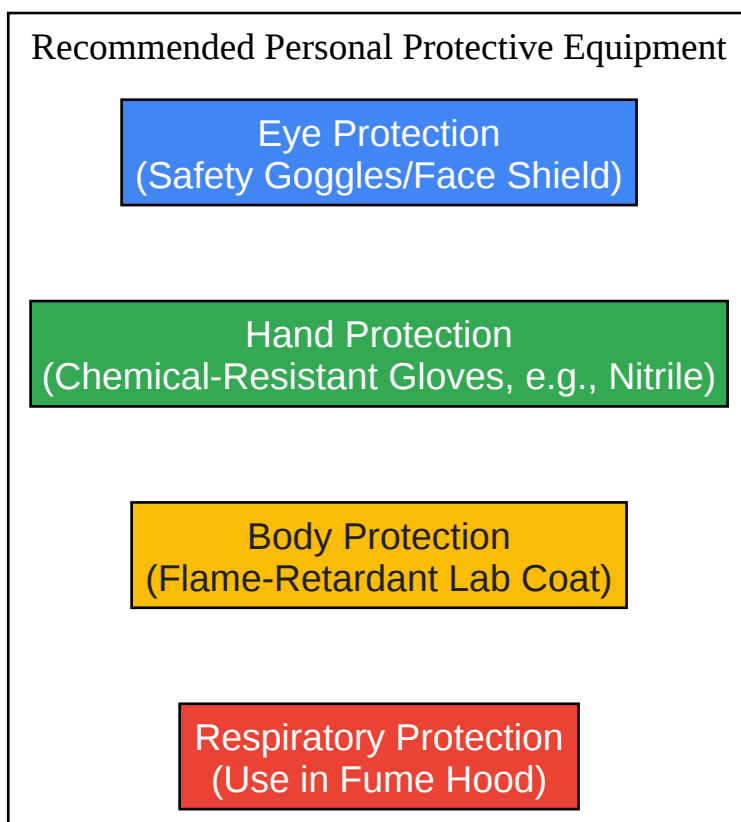 Recommended Personal Protective Equipment
Eye Protection
(Safety Goggles/Face Shield)
Hand Protection
(Chemical-Resistant Gloves, e.g., Nitrile)
Body Protection
(Flame-Retardant Lab Coat)
Respiratory Protection
(Use in Fume Hood)